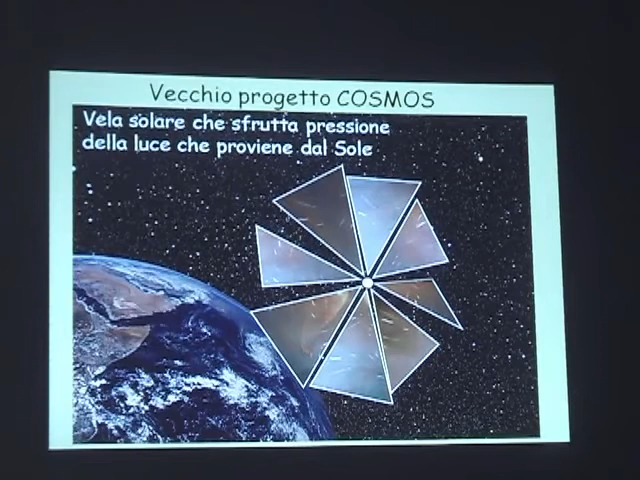 Vecchio progetto COSMOS
Vela solare che sfrutta pressione
della luce che proviene dal Sole